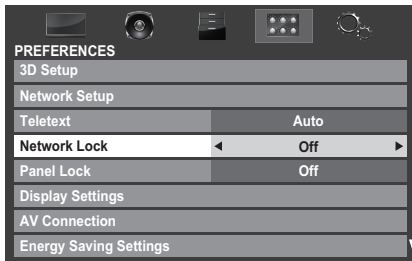 PREFERENCES
3D Setup
Network Setup
Teletext Auto
Network Lock Off
Panel Lock Off
Display Settings
AV Connection
Energy Saving Settings